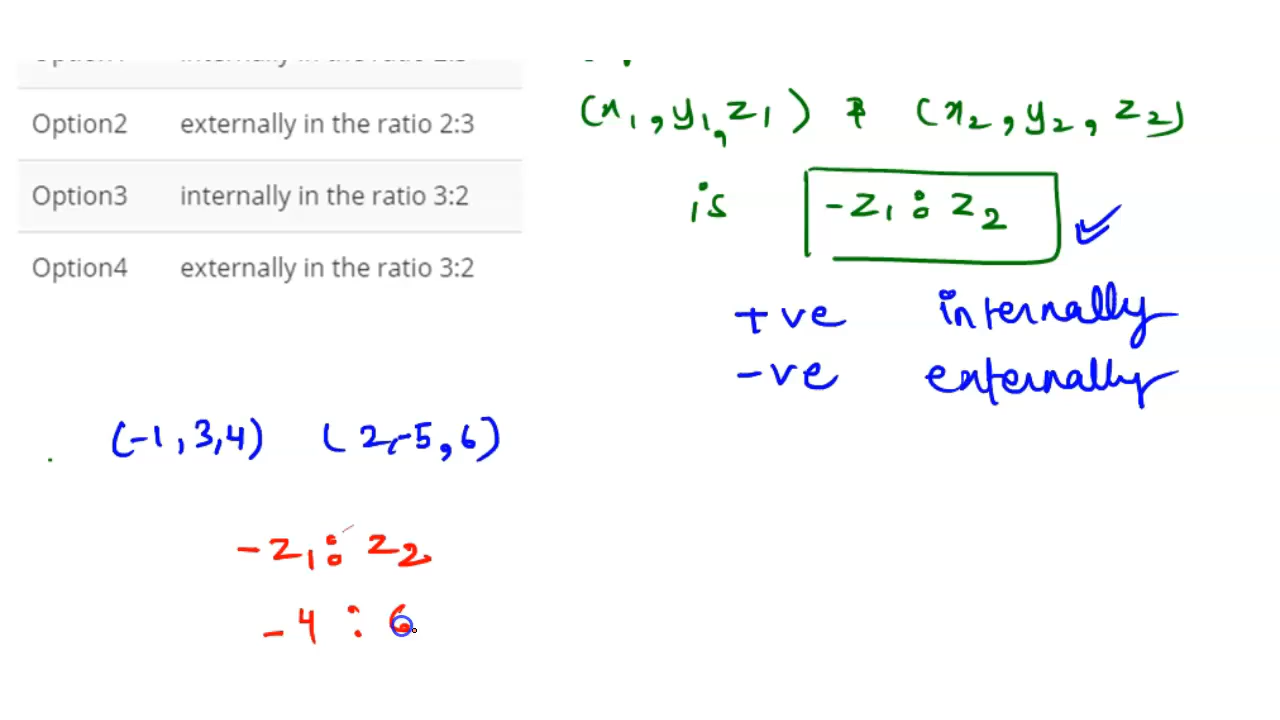 Option2 externally in the ratio 2:3
Option3 internally in the ratio 3:2
Option4 externally in the ratio 3:2
(x1, y1, z1) & (x2, y2, z2)
is -z1 : z2
+ve internally
-ve externally
(-1, 3, 4) (2, -5, 6)
-z1 : z2
-4 : 6